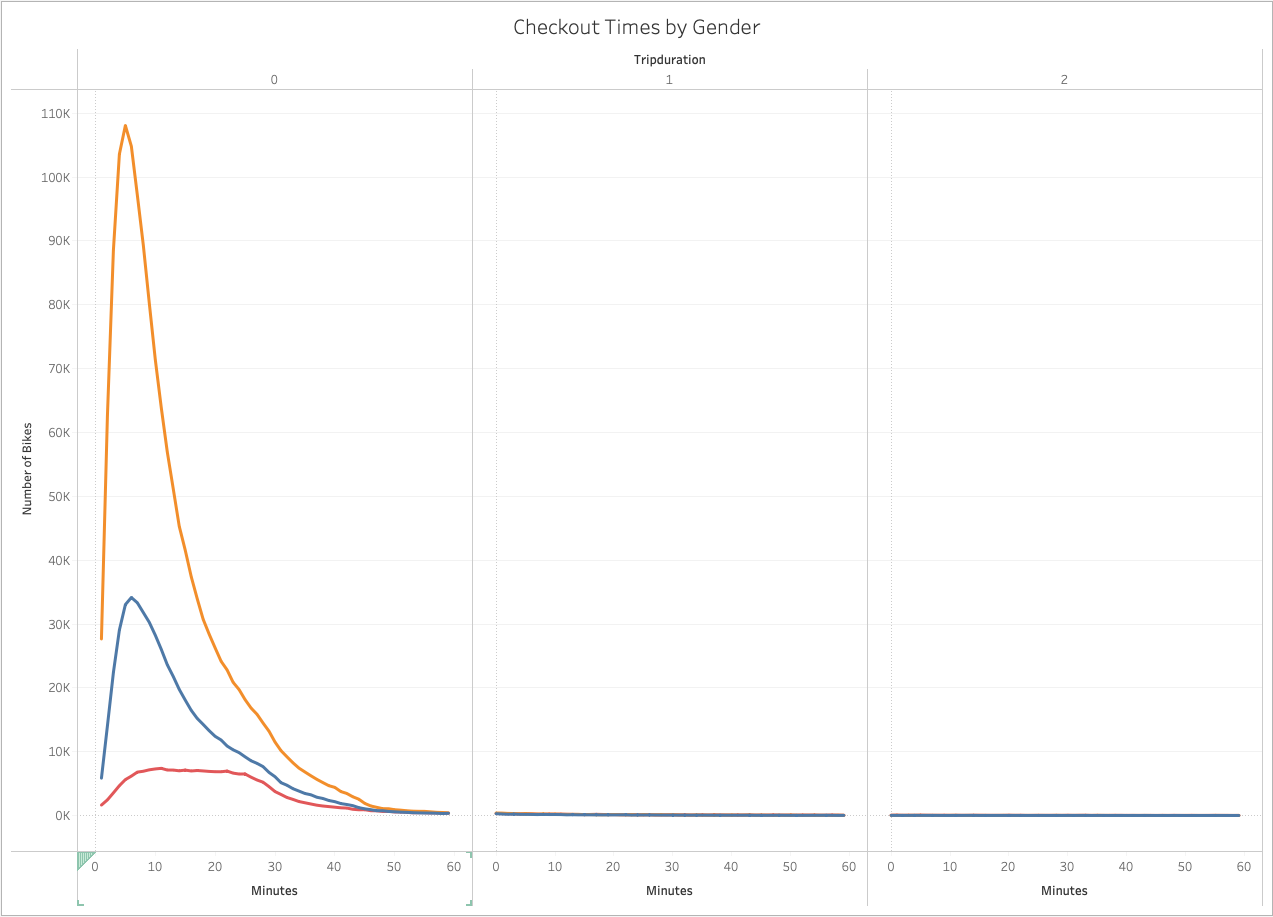 Checkout Times by Gender
Tripduration
0 1 2
110K
100K
90K
80K
70K
60K
50K
40K
30K
20K
10K
0K
Number of Bikes
0 10 20 30 40 50 60 0 10 20 30 40 50 60 0 10 20 30 40 50 60
Minutes Minutes Minutes